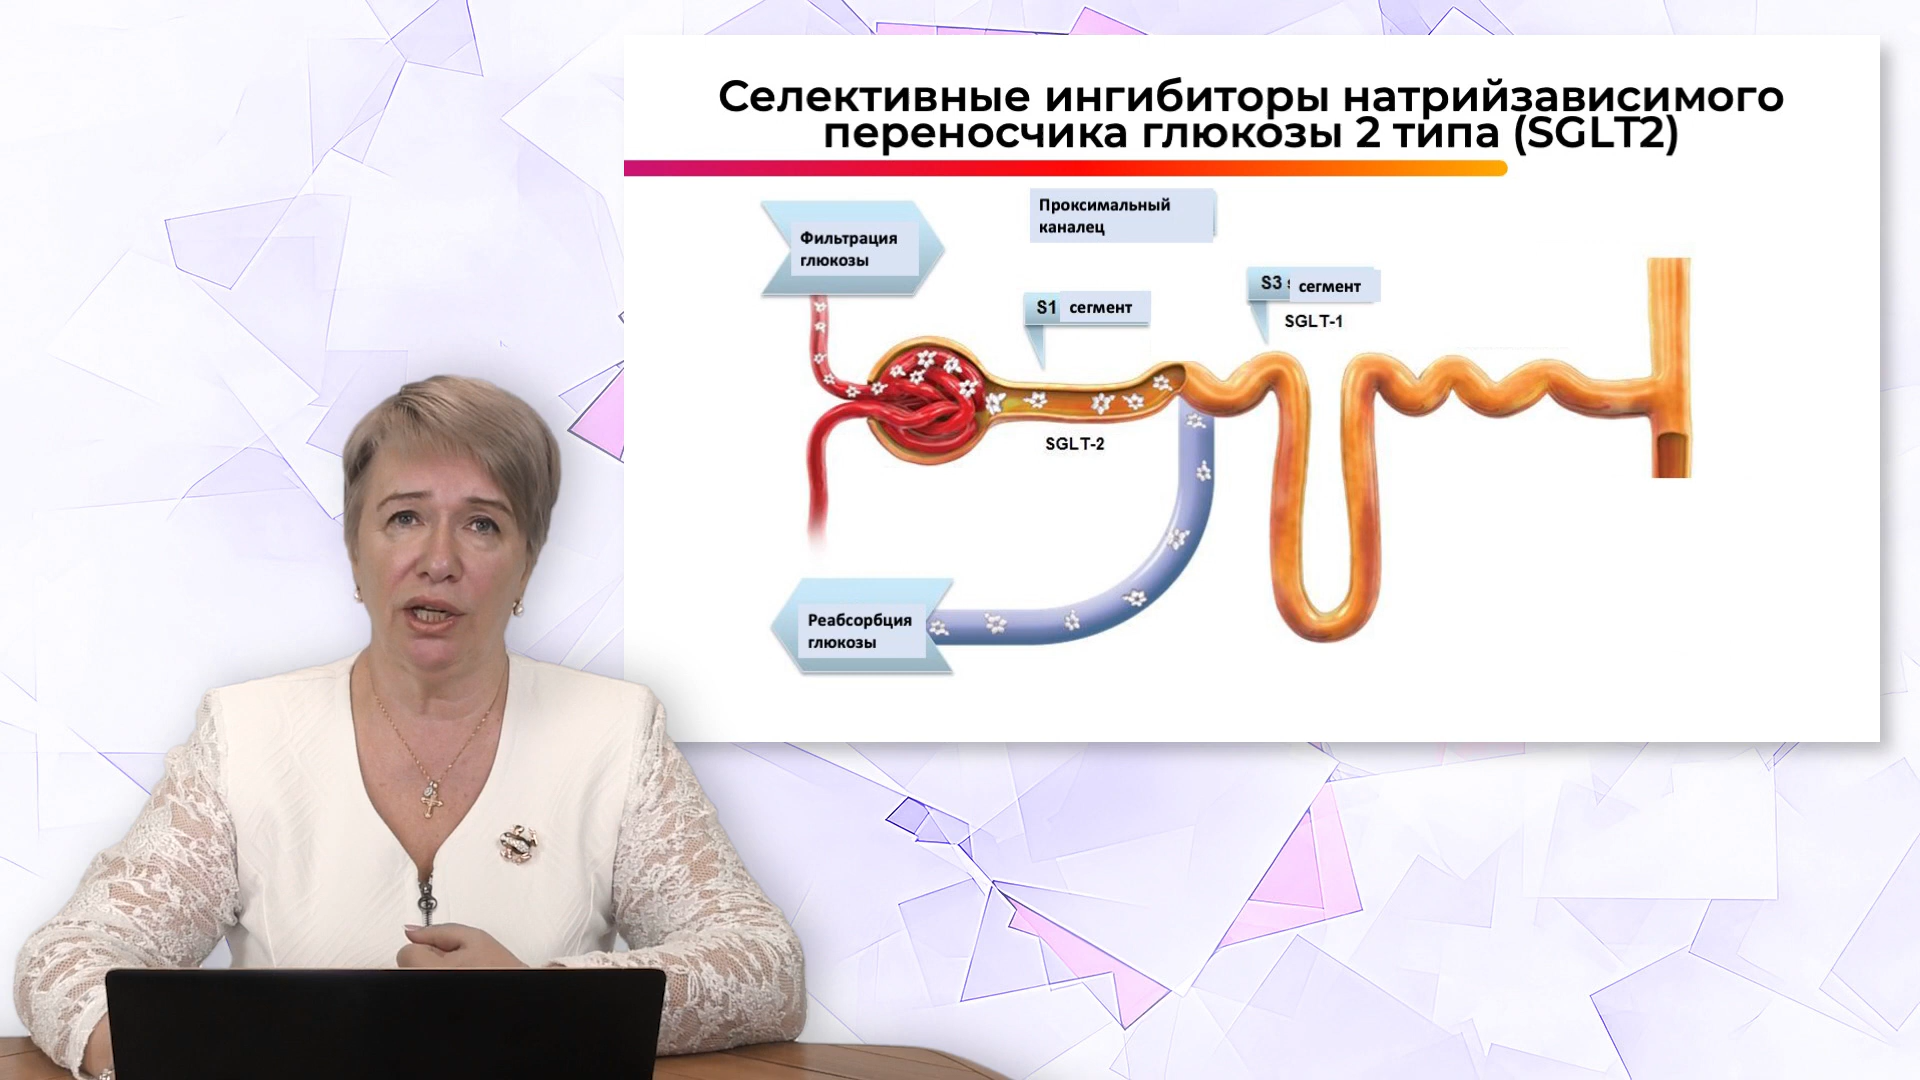 Селективные ингибиторы натрийзависимого
переносчика глюкозы 2 типа (SGLT2)
Фильтрация
глюкозы
Проксимальный
каналец
S1 сегмент
S3 сегмент
SGLT-1
SGLT-2
Реабсорбция
глюкозы